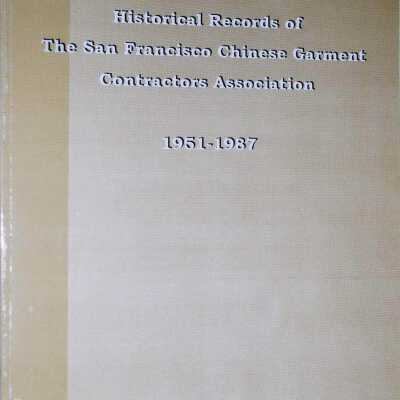 Historical Records of
The San Francisco Chinese Garment
Contractors Association
1951-1987